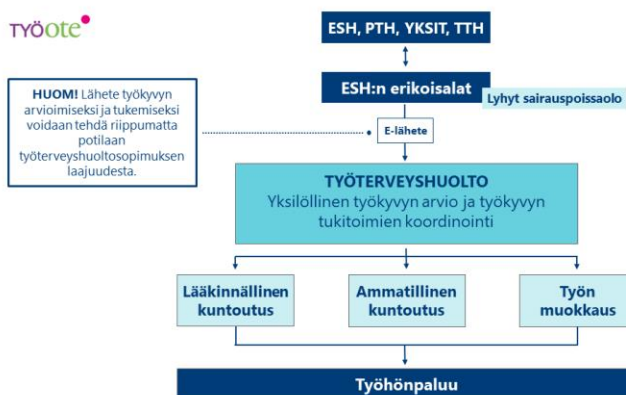 TYÖote
ESH, PTH, YKSIT, TTH
ESH:n erikoisalat
Lyhyt sairauspoissaolo
HUOM! Lähete työkyvyn
arvioimiseksi ja tukemiseksi
voidaan tehdä riippumatta
potilaan
työterveyshuoltosopimuksen
laajuudesta.
E-lähete
TYÖTERVEYSHUOLTO
Yksilöllinen työkyvyn arvio ja työkyvyn
tukitoimien koordinointi
Lääkinnällinen
kuntoutus
Ammatillinen
kuntoutus
Työn
muokkaus
Työhönpaluu